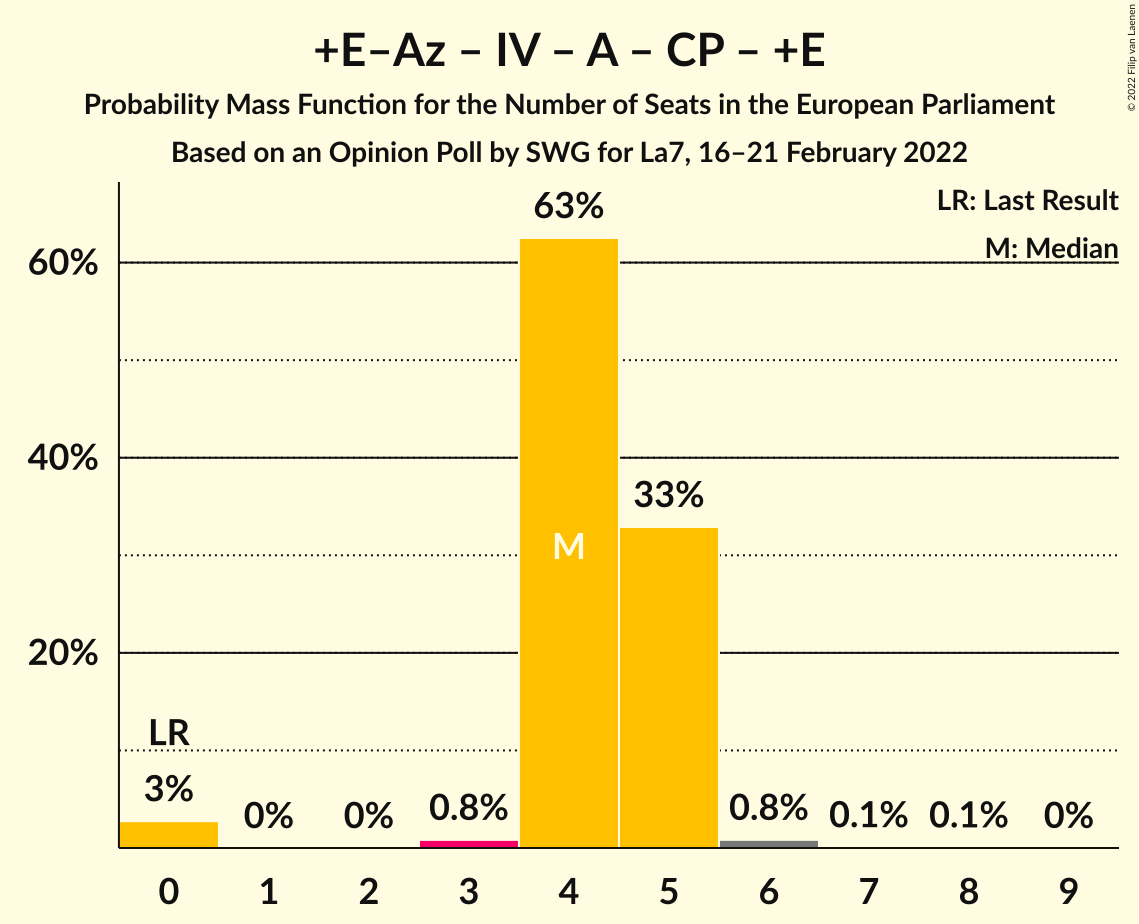 +E–Az – IV – A – CP – +E
Probability Mass Function for the Number of Seats in the European Parliament
Based on an Opinion Poll by SWG for La7, 16–21 February 2022
© 2022 Filip van Laenen
LR: Last Result
M: Median
63%
60%
40%
33%
M
20%
LR
3%
0%
0%
0.8%
0.8%
0.1%
0.1%
0%
0 1 2 3 4 5 6 7 8 9